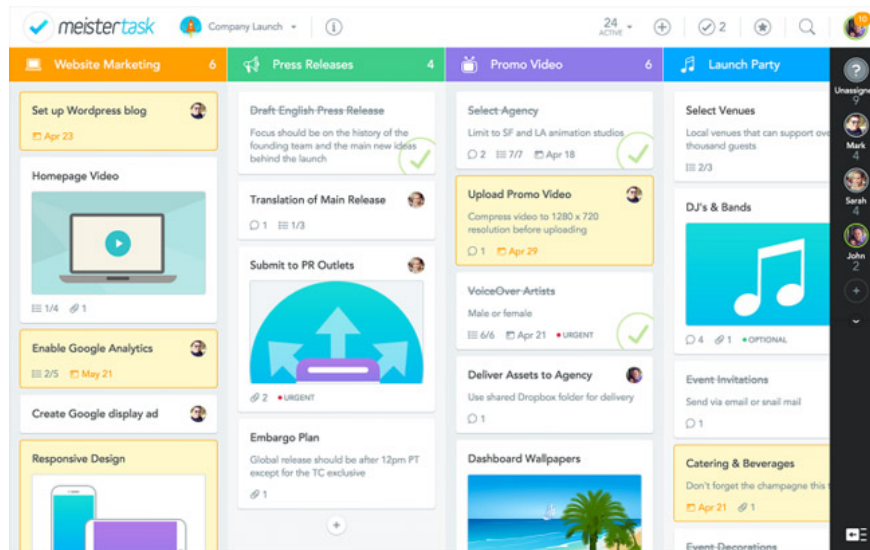 meistertask
Company Launch
24
ACTIVE
2
10
Website Marketing 6
Set up Wordpress blog
Apr 23
Homepage Video
1/4 1
Enable Google Analytics
2/5 May 21
Create Google display ad
Responsive Design
Press Releases 4
Draft English Press Release
Focus should be on the history of the
founding team and the main new ideas
behind the launch
Translation of Main Release
1 1/3
Submit to PR Outlets
2 URGENT
Embargo Plan
Global release should be after 12pm PT
except for the TC exclusive
1
Promo Video 6
Select Agency
Limit to SF and LA animation studios
2 7/7 Apr 18
Upload Promo Video
Compress video to 1280 x 720
resolution before uploading
1 Apr 29
VoiceOver Artists
Male or female
6/6 Apr 21 URGENT
Deliver Assets to Agency
Use shared Dropbox folder for delivery
1
Dashboard Wallpapers
Launch Party
Select Venues
Local venues that can support ove
thousand guests
2/3
DJ's & Bands
4 1 OPTIONAL
Event Invitations
Send via email or snail mail
1
Catering & Beverages
Don't forget the champagne this t
Apr 21 1
Event Decorations
?
Unassigne
9
Mark
4
Sarah
4
John
2